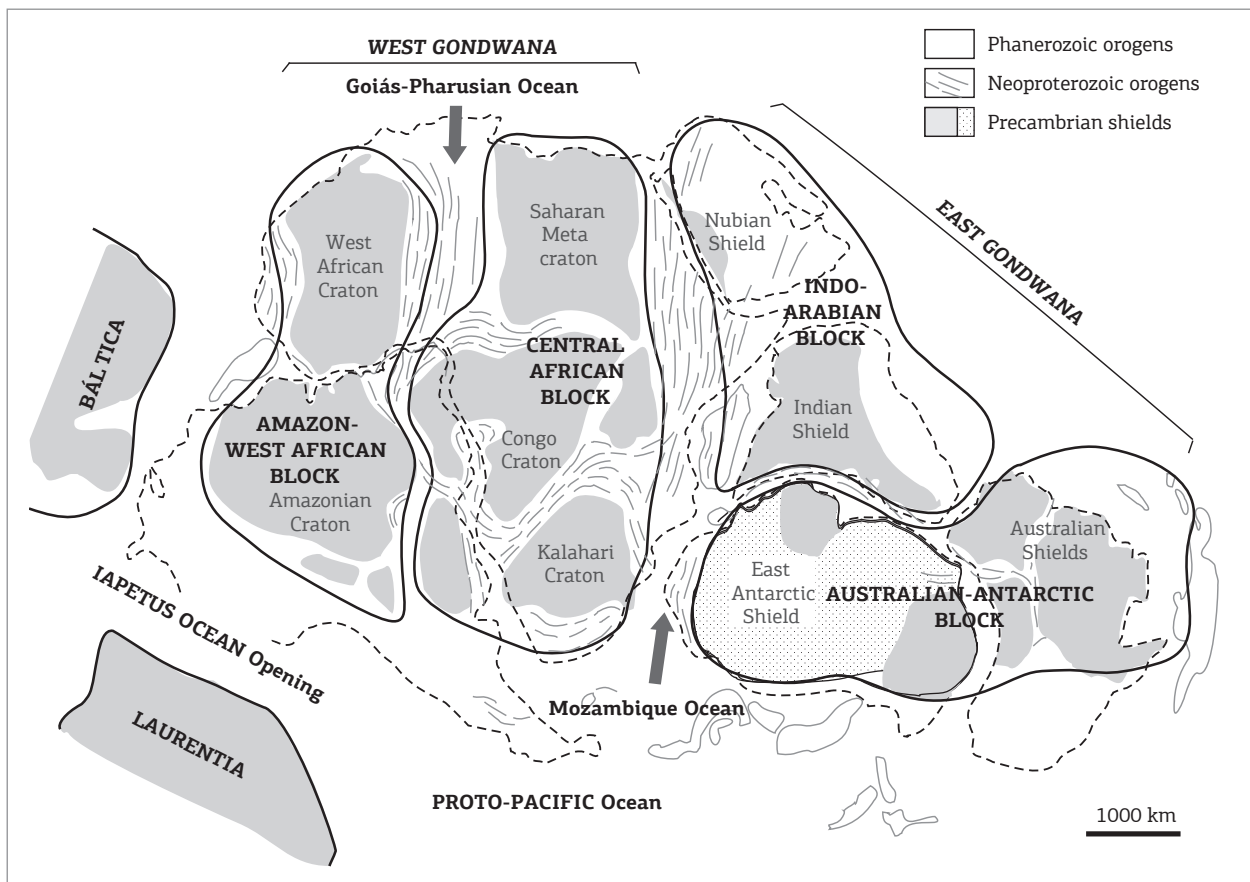 WEST GONDWANA
Goiás-Pharusian Ocean
Phanerozoic orogens
Neoproterozoic orogens
Precambrian shields
EAST GONDWANA
West
African
Craton
Saharan
Meta
craton
Nubian
Shield
INDO-
ARABIAN
BLOCK
BÁLTICA
CENTRAL
AFRICAN
BLOCK
AMAZON-
WEST AFRICAN
BLOCK
Amazonian
Craton
Congo
Craton
Indian
Shield
Kalahari
Craton
East
Antarctic
Shield
Australian
Shields
AUSTRALIAN-ANTARCTIC
BLOCK
IAPETUS OCEAN Opening
LAURENTIA
Mozambique Ocean
PROTO-PACIFIC Ocean
1000 km